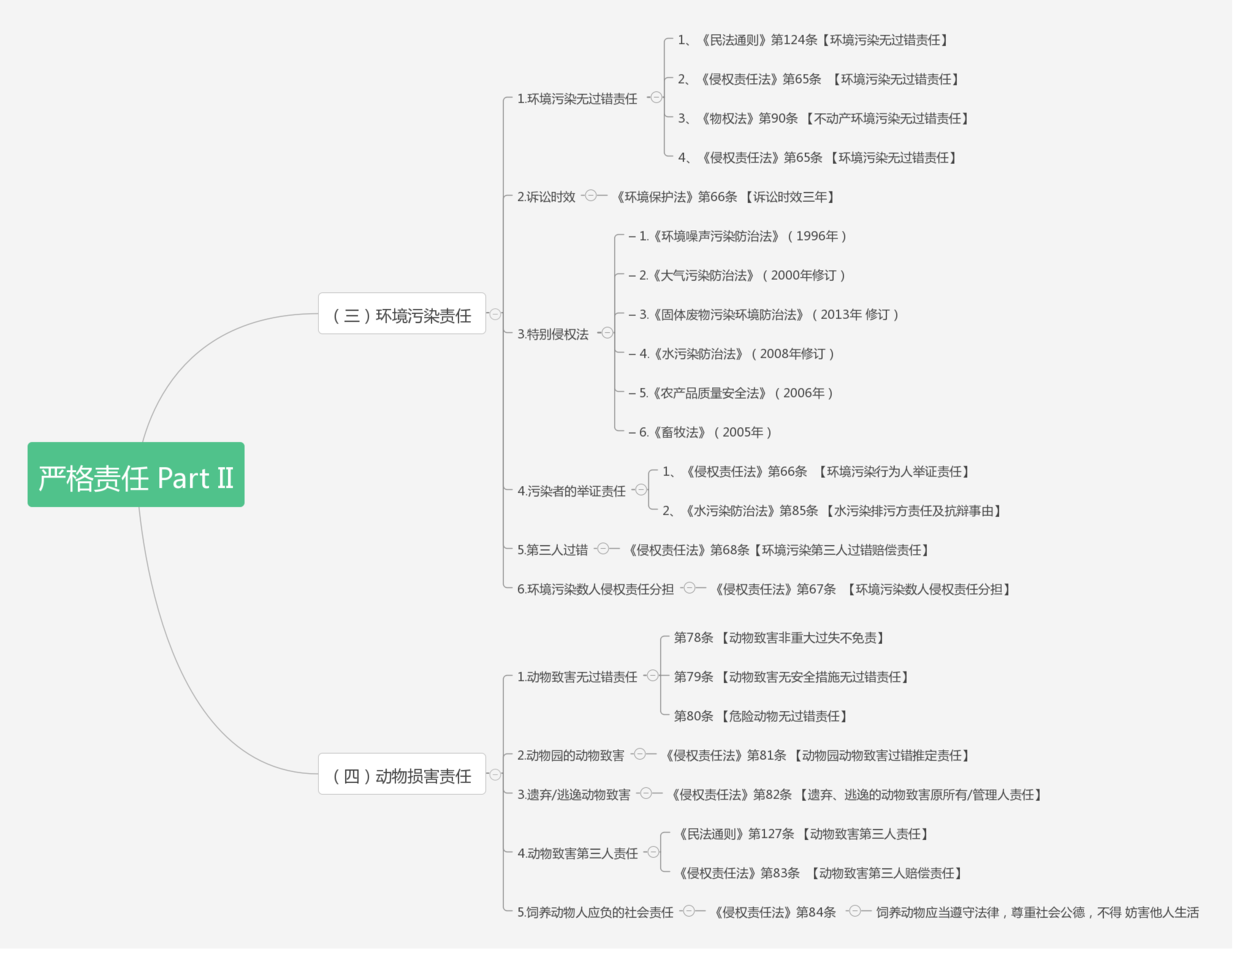 严格责任 Part II
（三）环境污染责任
1.环境污染无过错责任
1、《民法通则》第124条【环境污染无过错责任】
2、《侵权责任法》第65条 【环境污染无过错责任】
3、《物权法》第90条 【不动产环境污染无过错责任】
4、《侵权责任法》第65条 【环境污染无过错责任】
2.诉讼时效
《环境保护法》第66条 【诉讼时效三年】
3.特别侵权法
– 1.《环境噪声污染防治法》（1996年）
– 2.《大气污染防治法》（2000年修订）
– 3.《固体废物污染环境防治法》（2013年 修订）
– 4.《水污染防治法》（2008年修订）
– 5.《农产品质量安全法》（2006年）
– 6.《畜牧法》（2005年）
4.污染者的举证责任
1、《侵权责任法》第66条 【环境污染行为人举证责任】
2、《水污染防治法》第85条 【水污染排污方责任及抗辩事由】
5.第三人过错
《侵权责任法》第68条【环境污染第三人过错赔偿责任】
6.环境污染数人侵权责任分担
《侵权责任法》第67条 【环境污染数人侵权责任分担】
（四）动物损害责任
1.动物致害无过错责任
第78条 【动物致害非重大过失不免责】
第79条 【动物致害无安全措施无过错责任】
第80条 【危险动物无过错责任】
2.动物园的动物致害
《侵权责任法》第81条 【动物园动物致害过错推定责任】
3.遗弃/逃逸动物致害
《侵权责任法》第82条 【遗弃、逃逸的动物致害原所有/管理人责任】
4.动物致害第三人责任
《民法通则》第127条 【动物致害第三人责任】
《侵权责任法》第83条 【动物致害第三人赔偿责任】
5.饲养动物人应负的社会责任
《侵权责任法》第84条
饲养动物应当遵守法律，尊重社会公德，不得 妨害他人生活